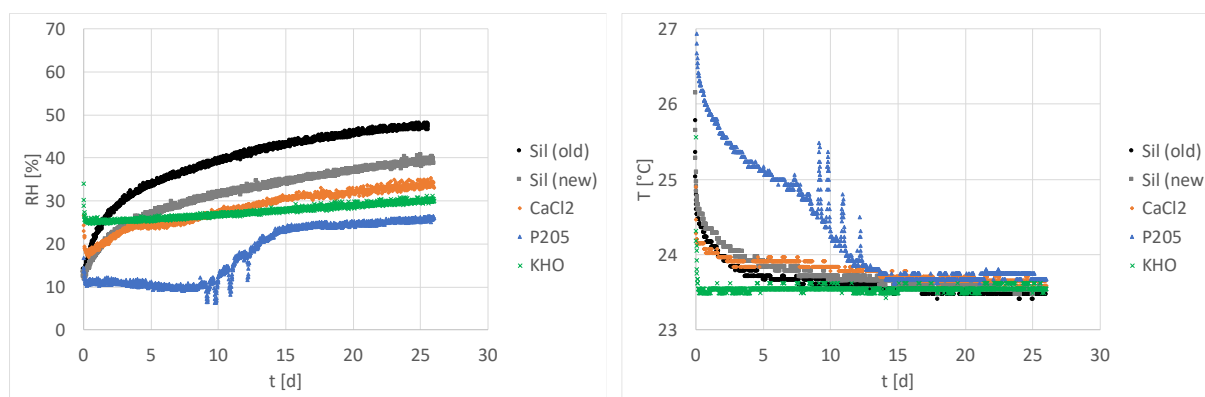 70
60
50
40
30
20
10
0
RH [%]
0 5 10 15 20 25 30
t [d]
Sil (old)
Sil (new)
CaCl2
P205
KHO
27
26
25
24
23
T [°C]
0 5 10 15 20 25 30
t [d]
Sil (old)
Sil (new
CaCl2
P205
KHO